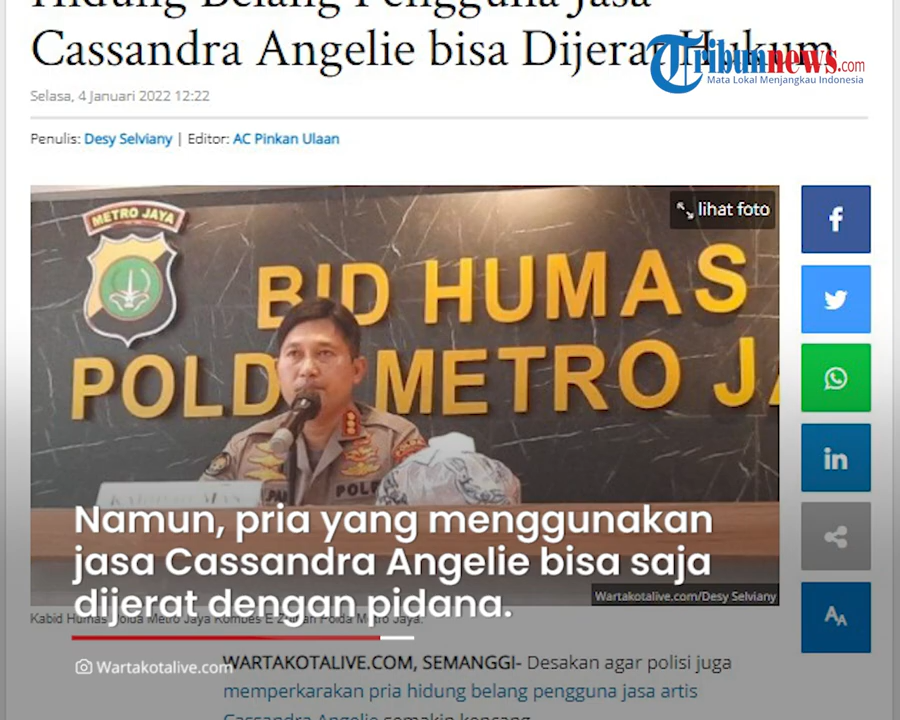 Hidung Belang Pengguna Jasa
Cassandra Angelie bisa Dijerat Hukum
Tribunnews.com
Mata Lokal Menjangkau Indonesia
Selasa, 4 Januari 2022 12:22
Penulis: Desy Selviany | Editor: AC Pinkan Ulaan
lihat foto
METRO JAYA
BID HUMAS
POLDA METRO JA
POL
Namun, pria yang menggunakan
jasa Cassandra Angelie bisa saja
dijerat dengan pidana.
Wartakotalive.com/Desy Selviany
Kabid Humas Polda Metro Jaya Kombes E Zulpan Polda Metro Jaya.
Wartakotalive.com
WARTAKOTALIVE.COM, SEMANGGI- Desakan agar polisi juga
memperkarakan pria hidung belang pengguna jasa artis
Cassandra Angelie semakin kencang.